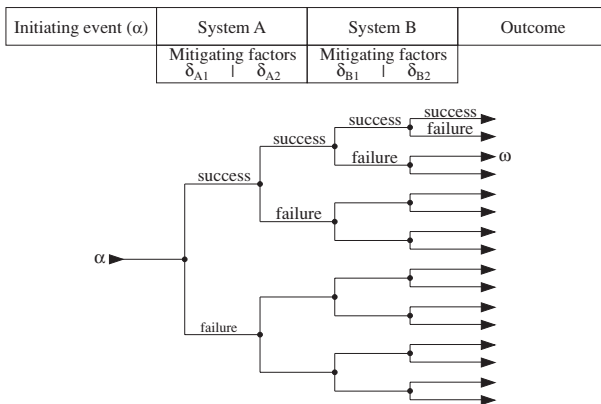 Initiating event (α) System A System B Outcome
Mitigating factors Mitigating factors
δA1 | δA2 δB1 | δB2
success
success failure
success
failure ω
success
failure
α
failure